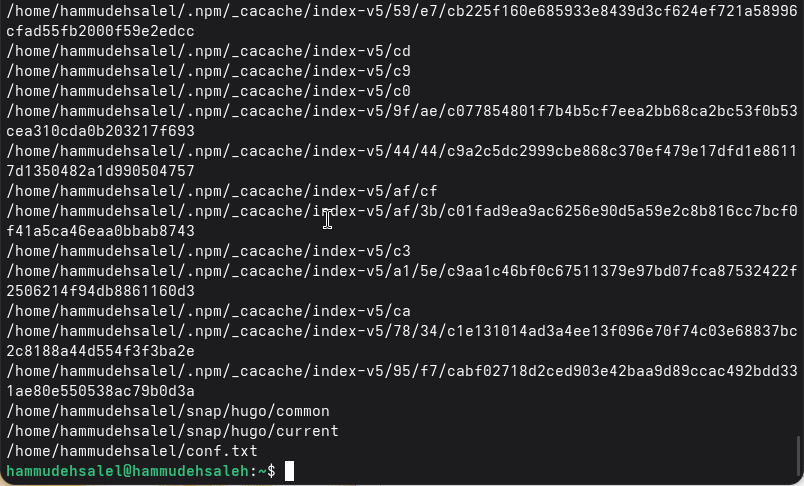 /home/hammudehsalel/.npm/_cacache/index-v5/59/e7/cb225f160e685933e8439d3cf624ef721a58996
cfad55fb2000f59e2edcc
/home/hammudehsalel/.npm/_cacache/index-v5/cd
/home/hammudehsalel/.npm/_cacache/index-v5/c9
/home/hammudehsalel/.npm/_cacache/index-v5/c0
/home/hammudehsalel/.npm/_cacache/index-v5/9f/ae/c077854801f7b4b5cf7eea2bb68ca2bc53f0b53
cea310cda0b203217f693
/home/hammudehsalel/.npm/_cacache/index-v5/44/44/c9a2c5dc2999cbe868c370ef479e17dfd1e8611
7d1350482a1d990504757
/home/hammudehsalel/.npm/_cacache/index-v5/af/cf
/home/hammudehsalel/.npm/_cacache/index-v5/af/3b/c01fad9ea9ac6256e90d5a59e2c8b816cc7bcf0
f41a5ca46eaa0bbab8743
/home/hammudehsalel/.npm/_cacache/index-v5/c3
/home/hammudehsalel/.npm/_cacache/index-v5/a1/5e/c9aa1c46bf0c67511379e97bd07fca87532422f
2506214f94db8861160d3
/home/hammudehsalel/.npm/_cacache/index-v5/ca
/home/hammudehsalel/.npm/_cacache/index-v5/78/34/c1e131014ad3a4ee13f096e70f74c03e68837bc
2c8188a44d554f3f3ba2e
/home/hammudehsalel/.npm/_cacache/index-v5/95/f7/cabf02718d2ced903e42baa9d89ccac492bdd33
1ae80e550538ac79b0d3a
/home/hammudehsalel/snap/hugo/common
/home/hammudehsalel/snap/hugo/current
/home/hammudehsalel/conf.txt
hammudehsalel@hammudehsaleh:~$